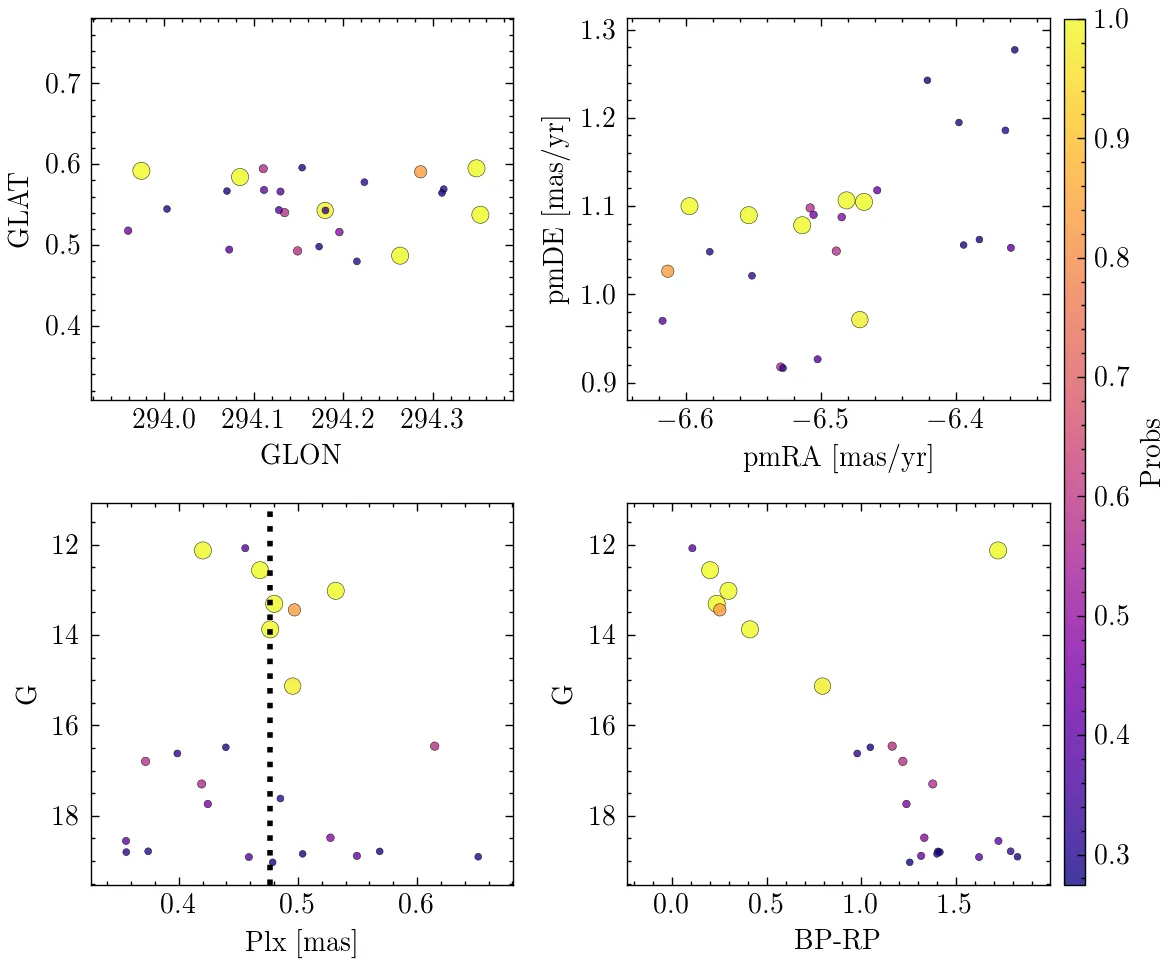 0.7
0.6
0.5
0.4
GLAT
294.0 294.1 294.2 294.3
GLON
1.3
1.2
1.1
1.0
0.9
pmDE [mas/yr]
−6.6 −6.5 −6.4
pmRA [mas/yr]
12
14
16
18
G
0.4 0.5 0.6
Plx [mas]
12
14
16
18
G
0.0 0.5 1.0 1.5
BP-RP
1.0
0.9
0.8
0.7
0.6
0.5
0.4
0.3
Probs